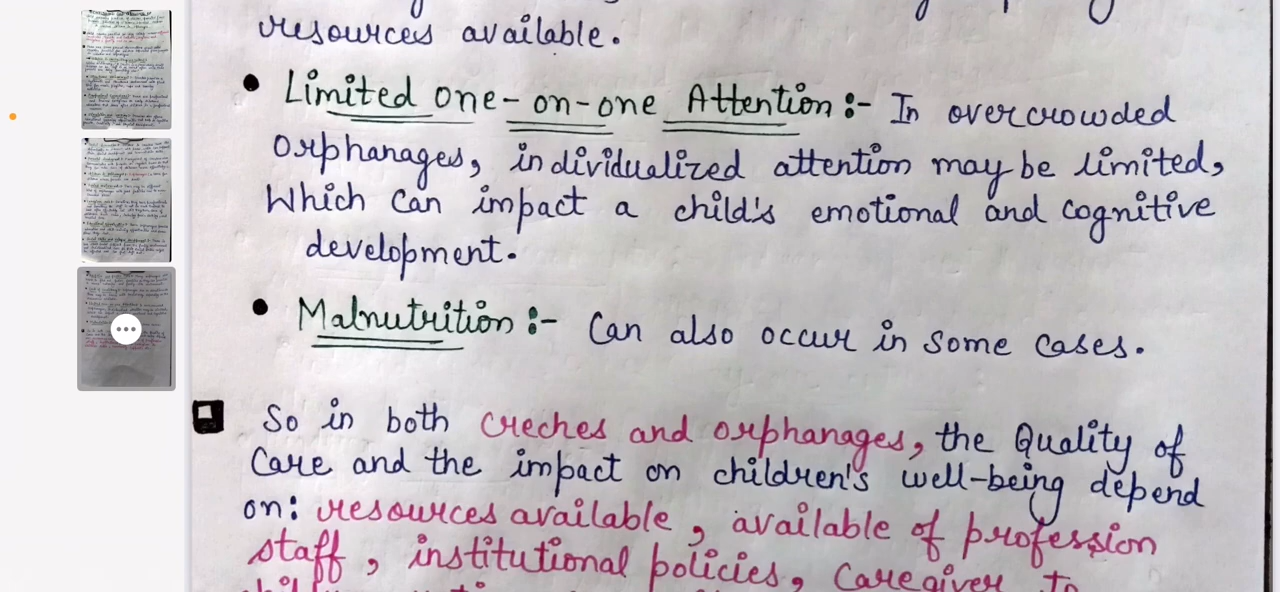 resources available.
• Limited one-on-one Attention :- In overcrowded
orphanages, individualized attention may be limited,
Which can impact a child's emotional and cognitive
development.
• Malnutrition :- Can also occur in some cases.
So in both creches and orphanages, the Quality of
Care and the impact on children's well-being depend
on: resources available, available of profession
staff, institutional policies, caregiver to